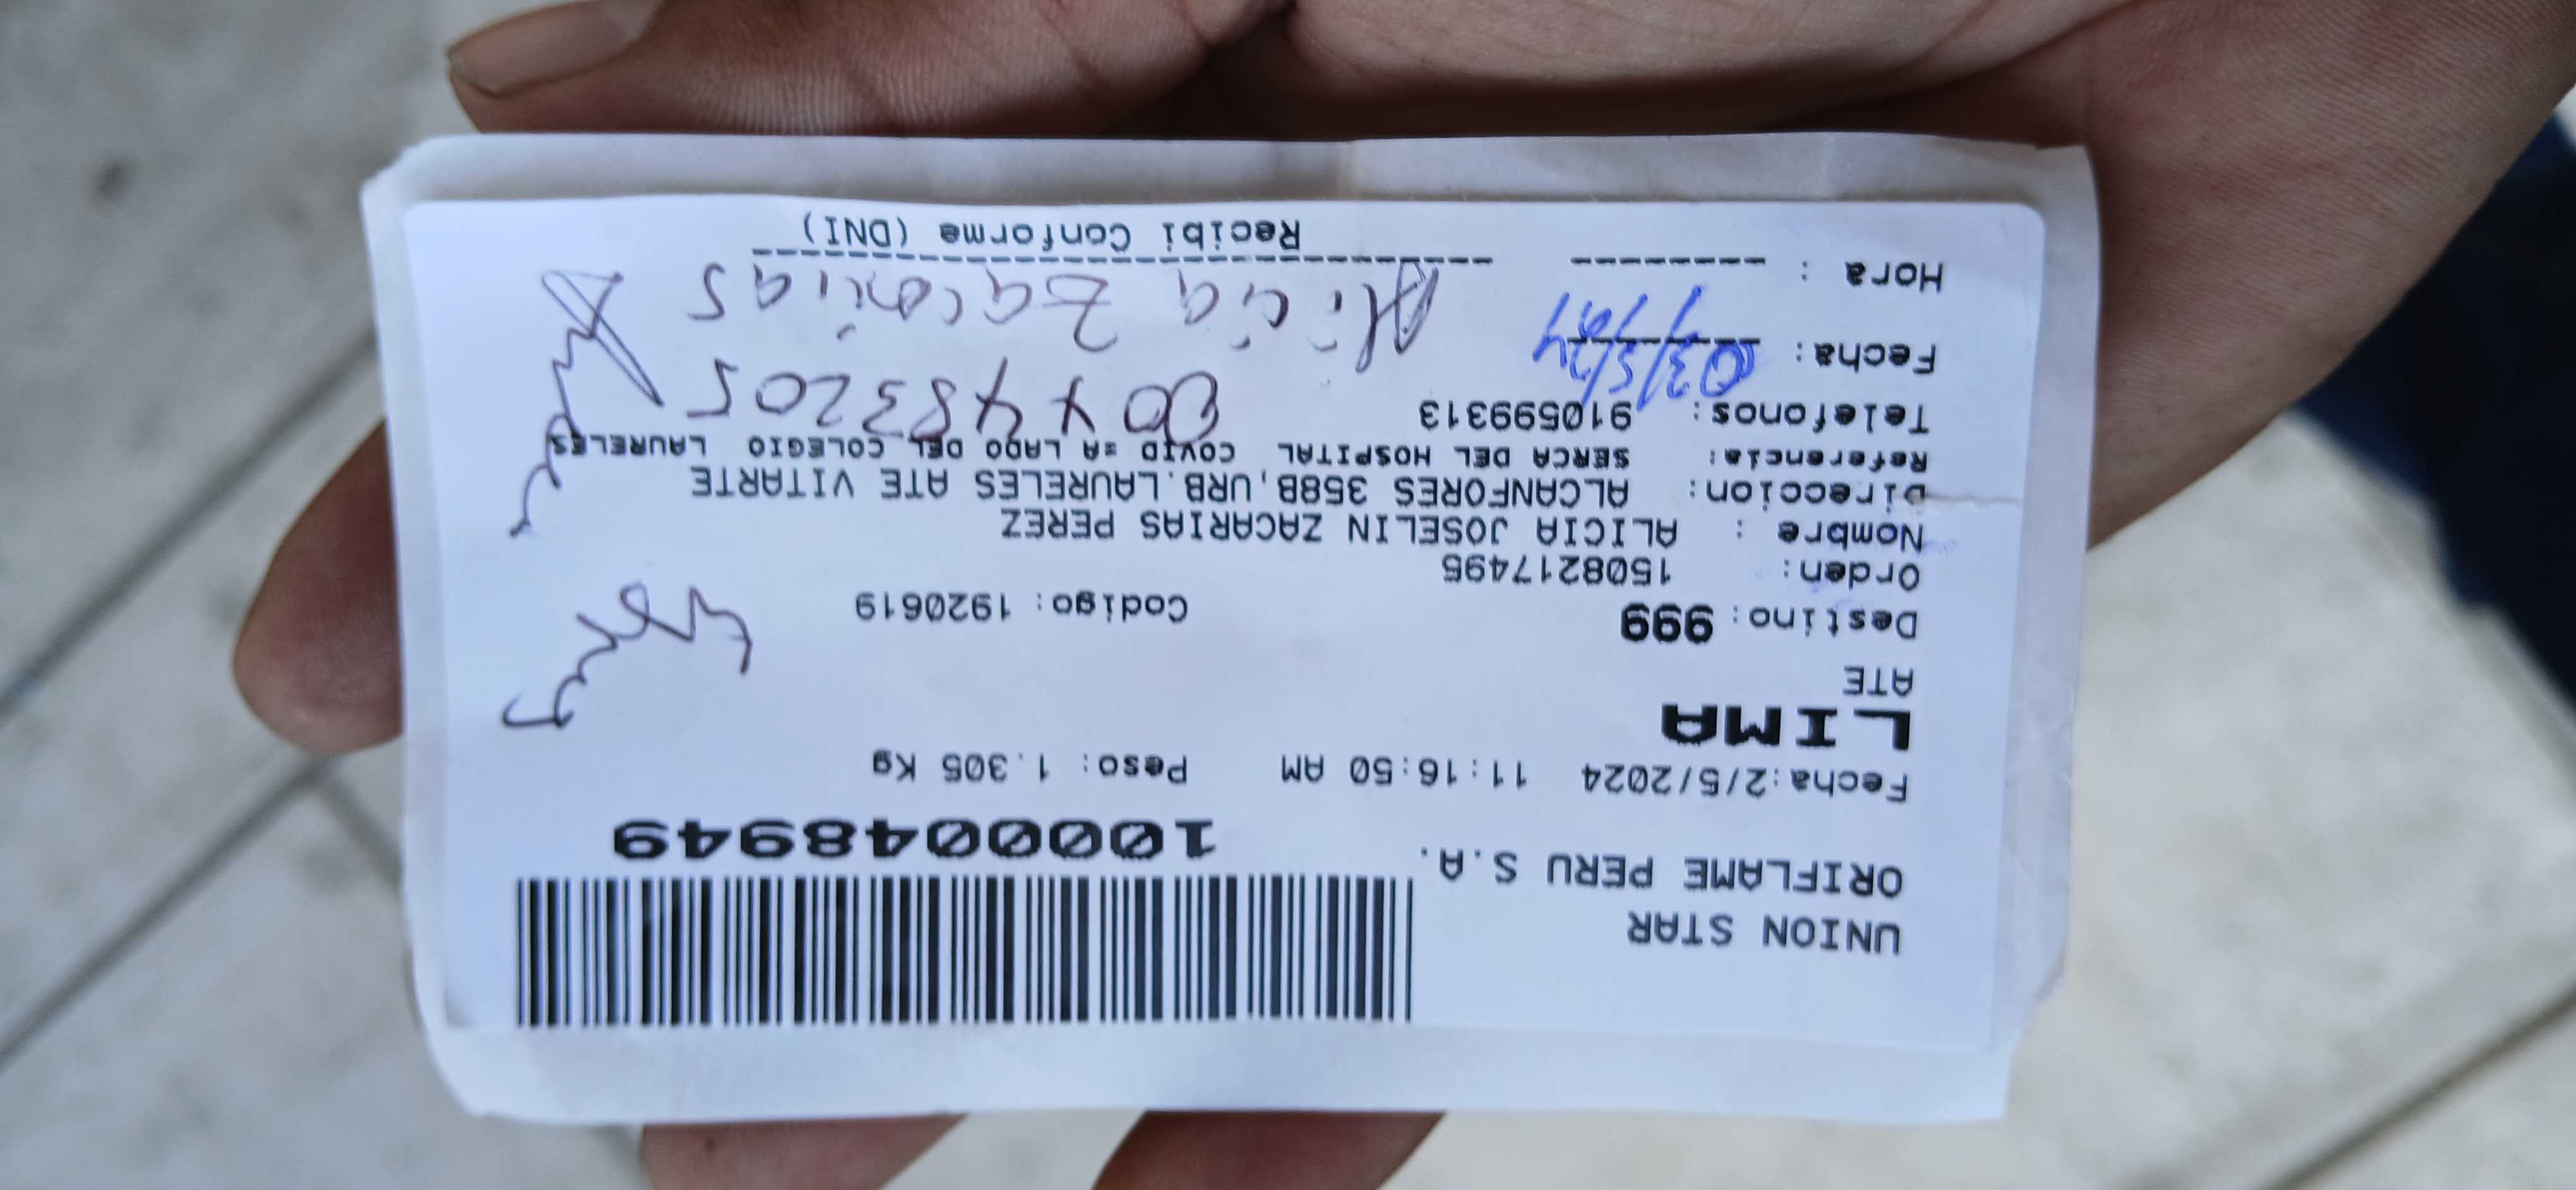 UNION STAR
ORIFLAME PERU S.A.
1000048949
Fecha:2/5/2024 11:16:50 AM Peso: 1.305 Kg
LIMA
ATE
Destino: 999 Codigo: 1920619
Orden: 1508217495
Nombre : ALICIA JOSELIN ZACARIAS PEREZ
Direccion: ALCANFORES 358B,URB.LAURELES ATE VITARTE
Referencia: SERCA DEL HOSPITAL COVID =A LADO DEL COLEGIO LAURELES
Telefonos: 910599313
Fecha: 03/5/24
Alicia Zacarias
Hora :
Recibi Conforme (DNI)